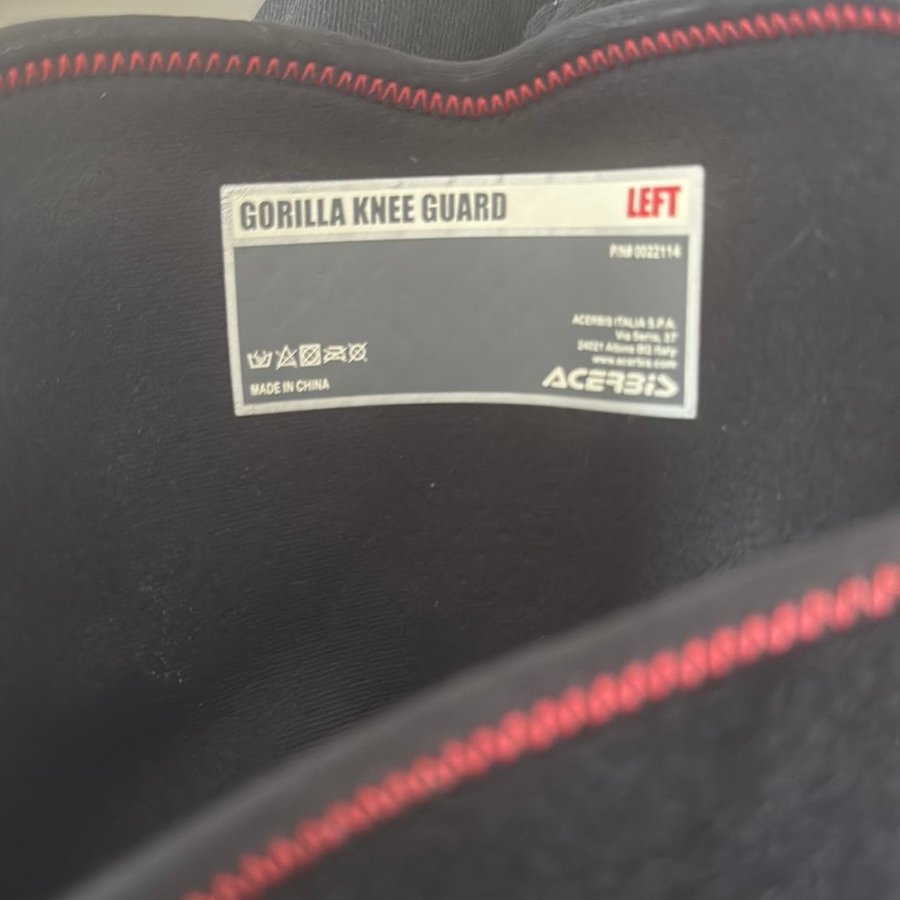 GORILLA KNEE GUARD LEFT
P.N# 0022114
ACERBIS ITALIA S.P.A.
Via Serio, 37
24021 Albino BG Italy
www.acerbis.com
MADE IN CHINA
ACERBIS